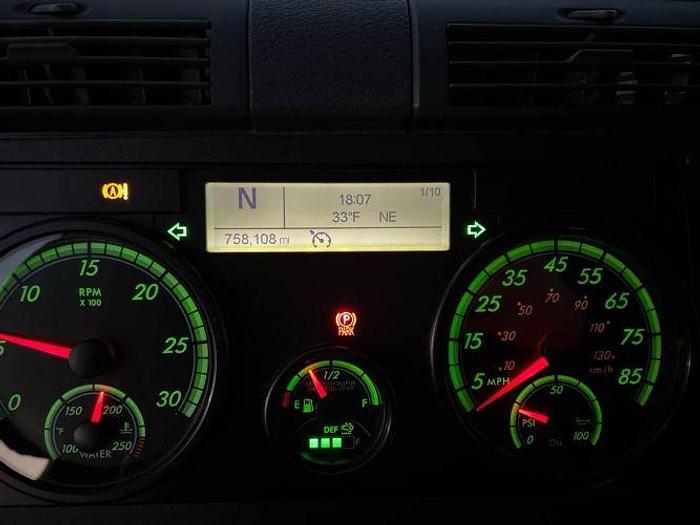 (A)!
N
18:07
1/10
33°F NE
758,108 mi
5
10
15
20
25
30
0
RPM
X 100
150
200
°F
100
250
WATER
P
PARK
1/2
E
F
DEF
F
5
15
25
35
45
55
65
75
85
MPH
10
30
50
70
90
110
130
km/h
50
PSI
0
100
OIL